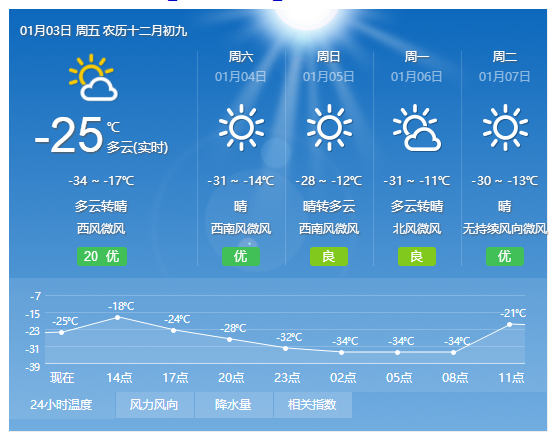 01月03日 周五 农历十二月初九
-25 ℃
多云(实时)
-34 ~ -17℃
多云转晴
西风微风
20 优
周六
01月04日
-31 ~ -14℃
晴
西南风微风
优
周日
01月05日
-28 ~ -12℃
晴转多云
西南风微风
良
周一
01月06日
-31 ~ -11℃
多云转晴
北风微风
良
周二
01月07日
-30 ~ -13℃
晴
无持续风向微风
优
-7
-15
-23
-31
-39
-25℃ -18℃ -24℃ -28℃ -32℃ -34℃ -34℃ -34℃ -21℃
现在 14点 17点 20点 23点 02点 05点 08点 11点
24小时温度 风力风向 降水量 相关指数